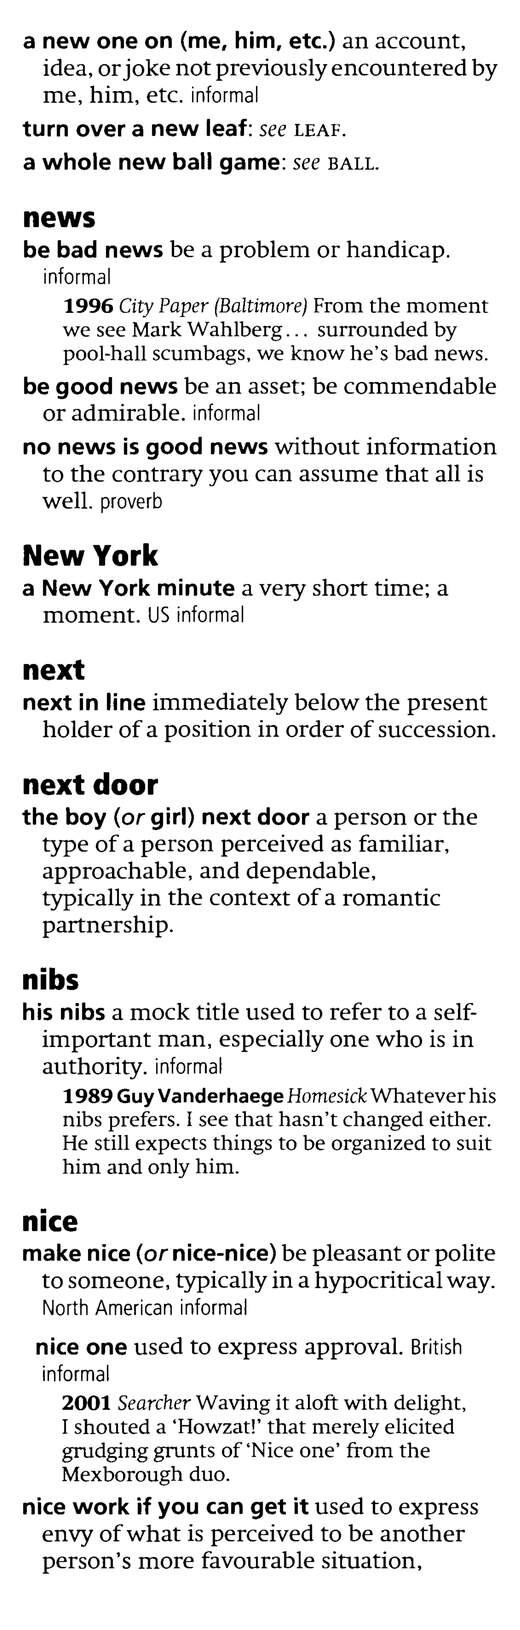 a new one on (me, him, etc.) an account,
idea, or joke not previously encountered by
me, him, etc. informal
turn over a new leaf: see LEAF.
a whole new ball game: see BALL.
news
be bad news be a problem or handicap.
informal
1996 City Paper (Baltimore) From the moment
we see Mark Wahlberg... surrounded by
pool-hall scumbags, we know he's bad news.
be good news be an asset; be commendable
or admirable. informal
no news is good news without information
to the contrary you can assume that all is
well. proverb
New York
a New York minute a very short time; a
moment. US informal
next
next in line immediately below the present
holder of a position in order of succession.
next door
the boy (or girl) next door a person or the
type of a person perceived as familiar,
approachable, and dependable,
typically in the context of a romantic
partnership.
nibs
his nibs a mock title used to refer to a self-
important man, especially one who is in
authority. informal
1989 Guy Vanderhaege Homesick Whatever his
nibs prefers. I see that hasn't changed either.
He still expects things to be organized to suit
him and only him.
nice
make nice (or nice-nice) be pleasant or polite
to someone, typically in a hypocritical way.
North American informal
nice one used to express approval. British
informal
2001 Searcher Waving it aloft with delight,
I shouted a ‘Howzat!’ that merely elicited
grudging grunts of ‘Nice one’ from the
Mexborough duo.
nice work if you can get it used to express
envy of what is perceived to be another
person's more favourable situation,